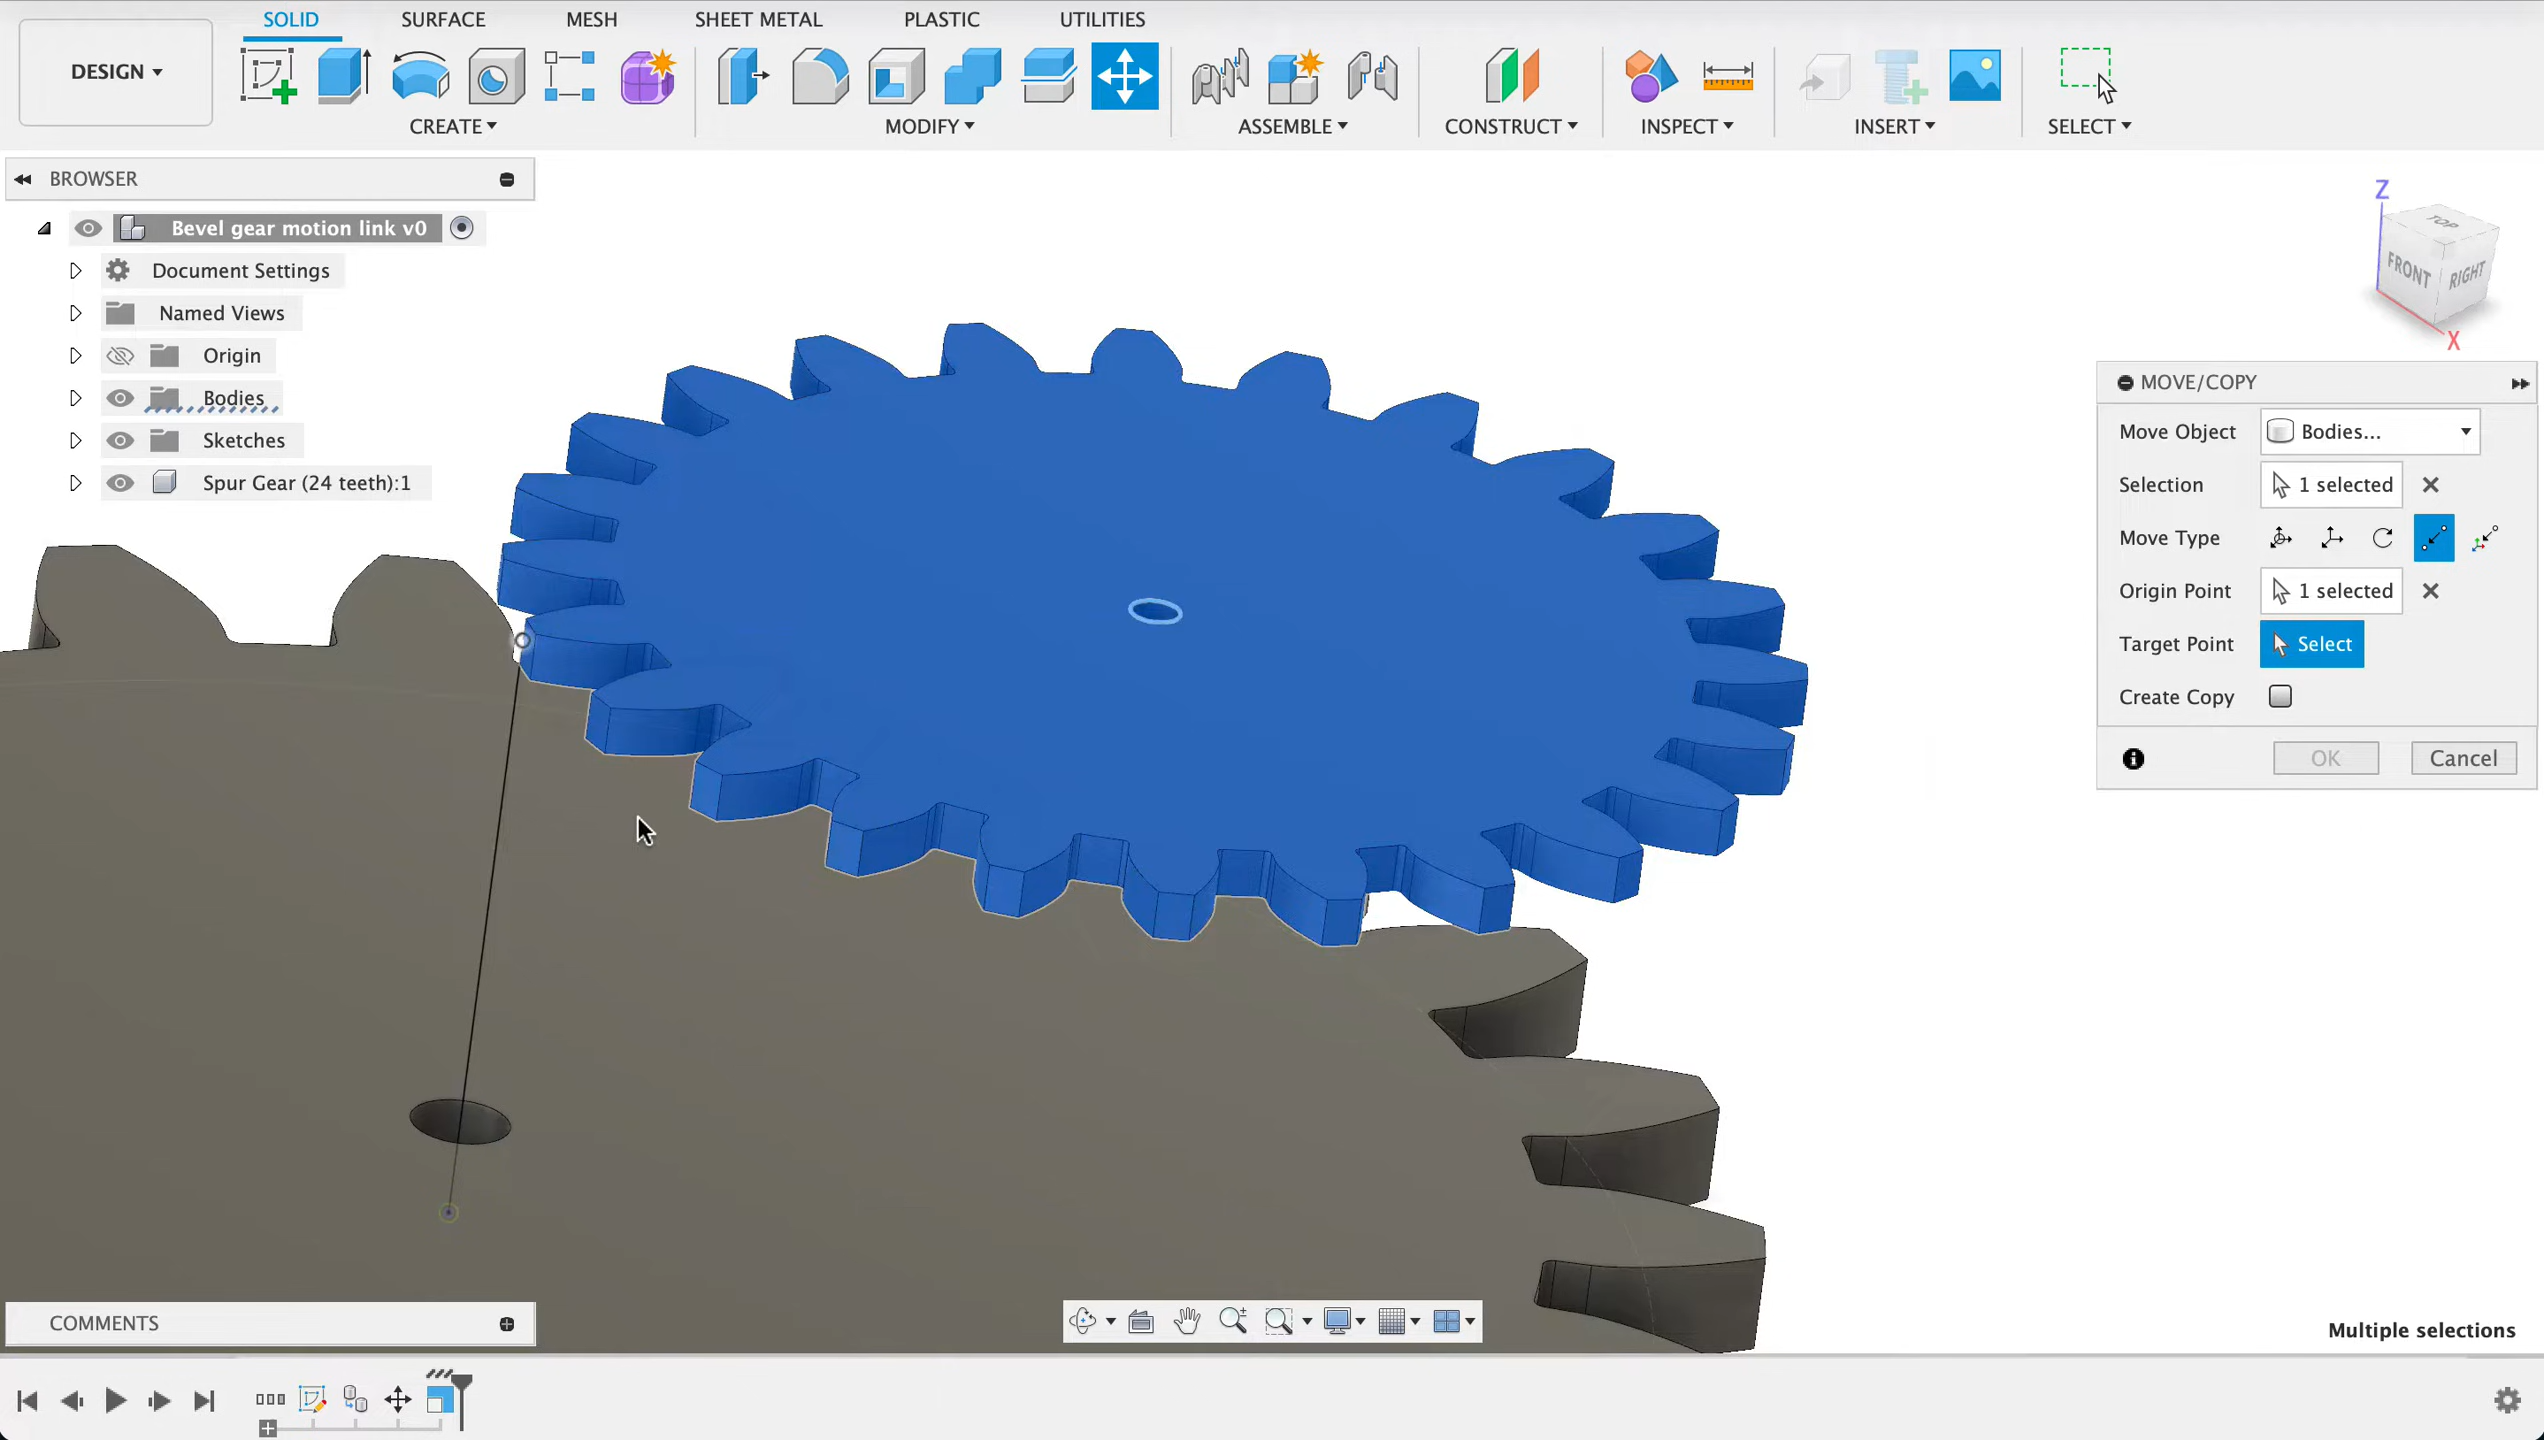 SOLID
SURFACE
MESH
SHEET METAL
PLASTIC
UTILITIES
DESIGN
CREATE
MODIFY
ASSEMBLE
CONSTRUCT
INSPECT
INSERT
SELECT
BROWSER
Bevel gear motion link v0
Document Settings
Named Views
Origin
Bodies
Sketches
Spur Gear (24 teeth):1
Z
TOP
FRONT
RIGHT
X
MOVE/COPY
Move Object
Bodies...
Selection
1 selected
Move Type
Origin Point
1 selected
Target Point
Select
Create Copy
OK
Cancel
COMMENTS
Multiple selections